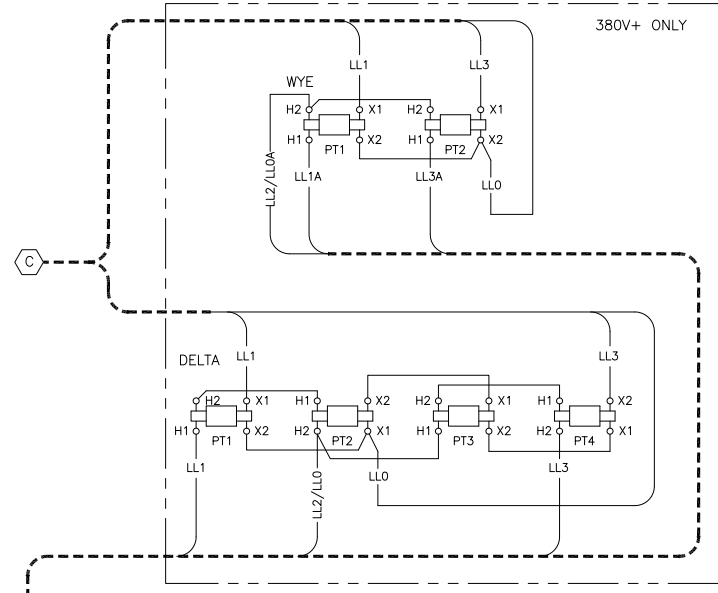 380V+ ONLY
LL1
LL3
WYE
H2
X1
H2
X1
H1
X2
H1
X2
PT1
PT2
LL2/LL0A
LL1A
LL3A
LL0
C
DELTA
LL1
LL3
H2
X1
H1
X2
H2
X1
H1
X2
H1
X2
H2
X1
H1
X2
H2
X1
PT1
PT2
PT3
PT4
LL1
LL2/LL0
LL0
LL3